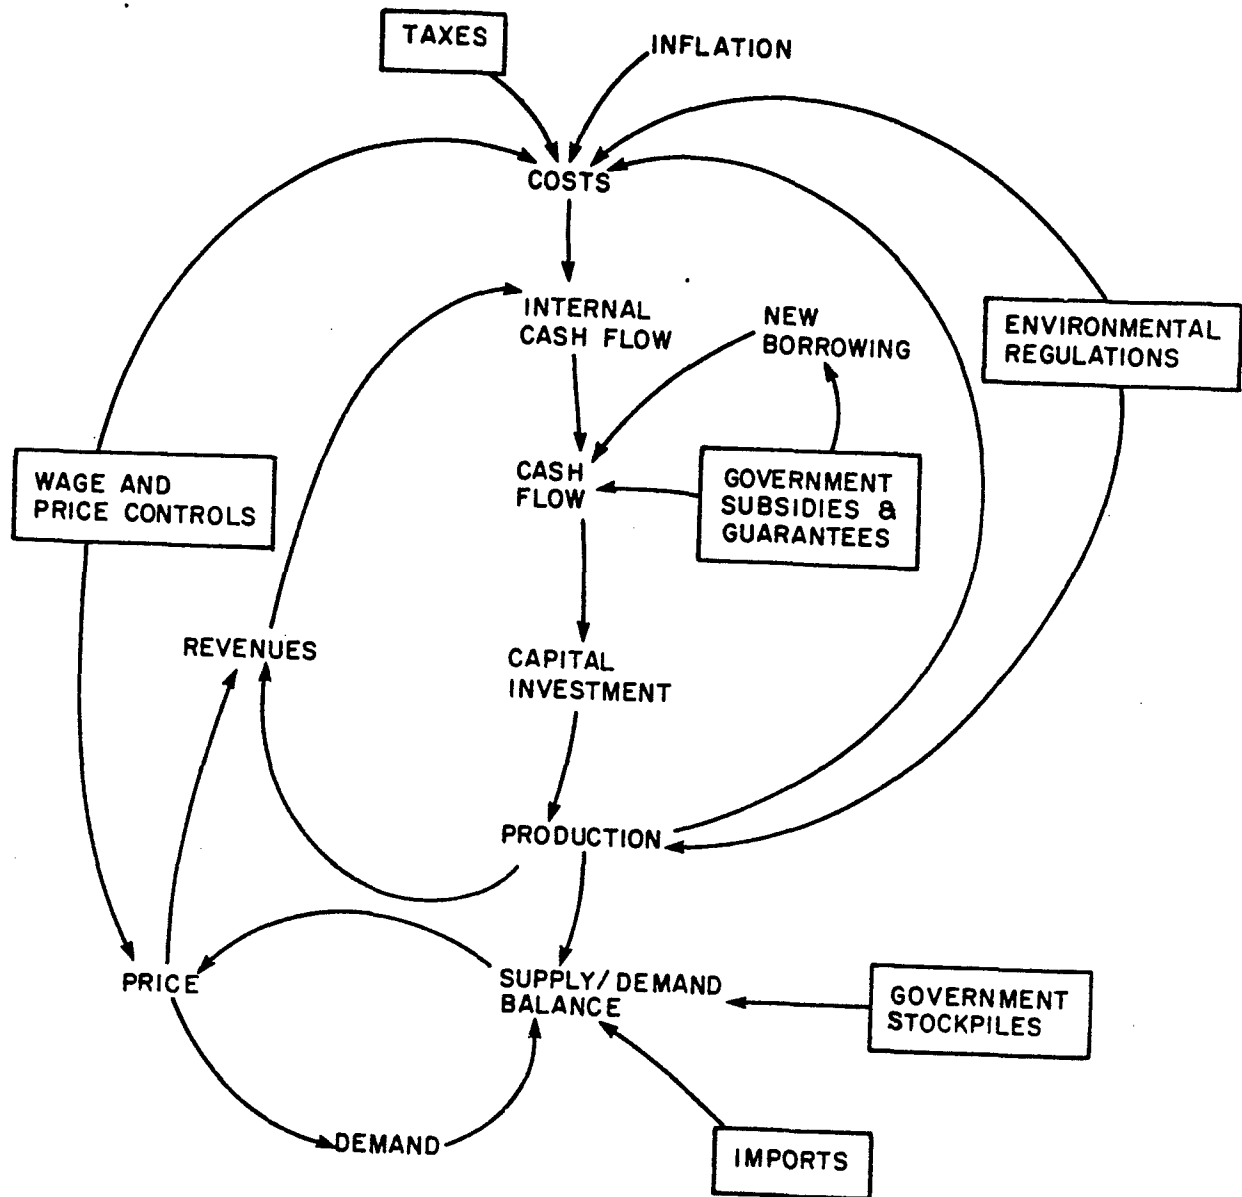 TAXES
INFLATION
COSTS
INTERNAL
CASH FLOW
NEW
BORROWING
ENVIRONMENTAL
REGULATIONS
WAGE AND
PRICE CONTROLS
CASH
FLOW
GOVERNMENT
SUBSIDIES &
GUARANTEES
REVENUES
CAPITAL
INVESTMENT
PRODUCTION
PRICE
SUPPLY/DEMAND
BALANCE
GOVERNMENT
STOCKPILES
DEMAND
IMPORTS